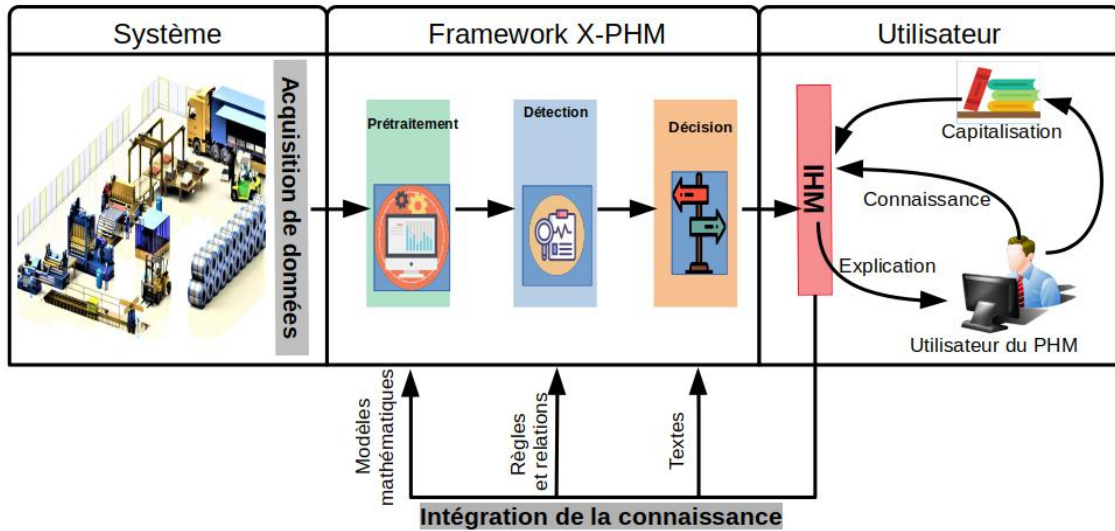 Système
Framework X-PHM
Utilisateur
Acquisition de données
Prétraitement
Détection
Décision
IHM
Capitalisation
Connaissance
Explication
Utilisateur du PHM
Modèles
mathématiques
Règles
et relations
Textes
Intégration de la connaissance